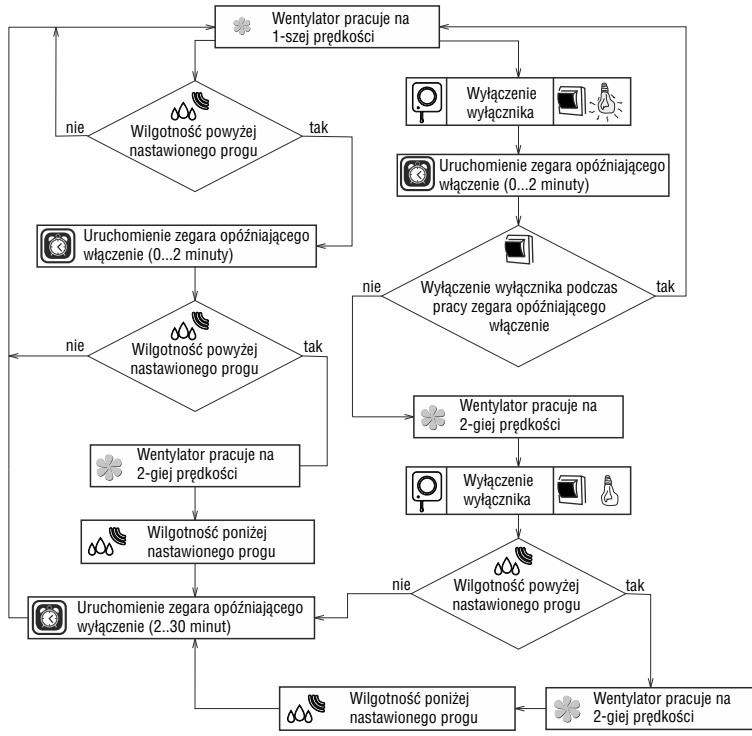 Wentylator pracuje na
1-szej prędkości
Wilgotność powyżej
nastawionego progu
nie
tak
Wyłączenie
wyłącznika
Uruchomienie zegara opóźniającego
włączenie (0...2 minuty)
Uruchomienie zegara opóźniającego
włączenie (0...2 minuty)
Wyłączenie wyłącznika podczas
pracy zegara opóźniającego
włączenie
nie
tak
Wilgotność powyżej
nastawionego progu
nie
tak
Wentylator pracuje na
2-giej prędkości
Wentylator pracuje na
2-giej prędkości
Wyłączenie
wyłącznika
Wilgotność poniżej
nastawionego progu
Wilgotność powyżej
nastawionego progu
nie
tak
Uruchomienie zegara opóźniającego
wyłączenie (2..30 minut)
Wilgotność poniżej
nastawionego progu
Wentylator pracuje na
2-giej prędkości